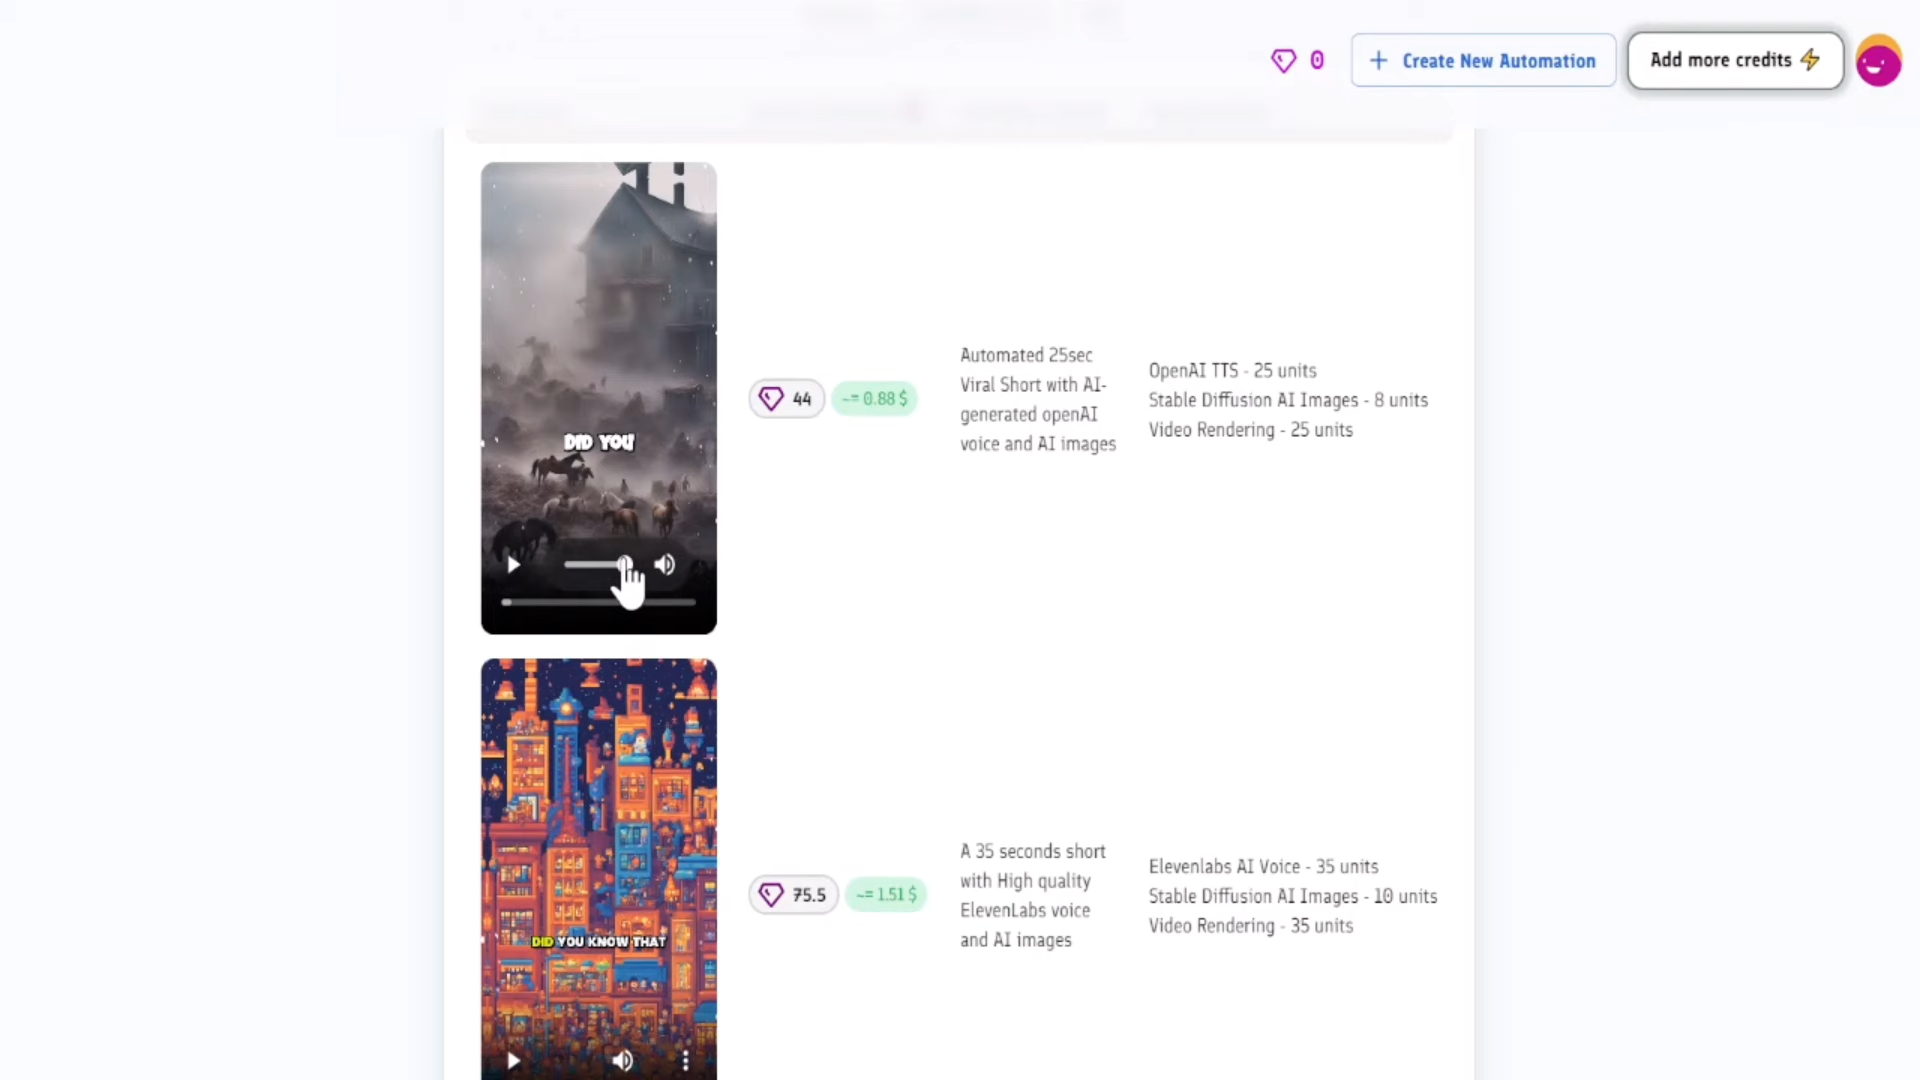 0
Create New Automation
Add more credits
DID YOU
44
~= 0.88 $
Automated 25sec
Viral Short with AI-
generated openAI
voice and AI images
OpenAI TTS - 25 units
Stable Diffusion AI Images - 8 units
Video Rendering - 25 units
DID YOU KNOW THAT
75.5
~= 1.51 $
A 35 seconds short
with High quality
ElevenLabs voice
and AI images
Elevenlabs AI Voice - 35 units
Stable Diffusion AI Images - 10 units
Video Rendering - 35 units